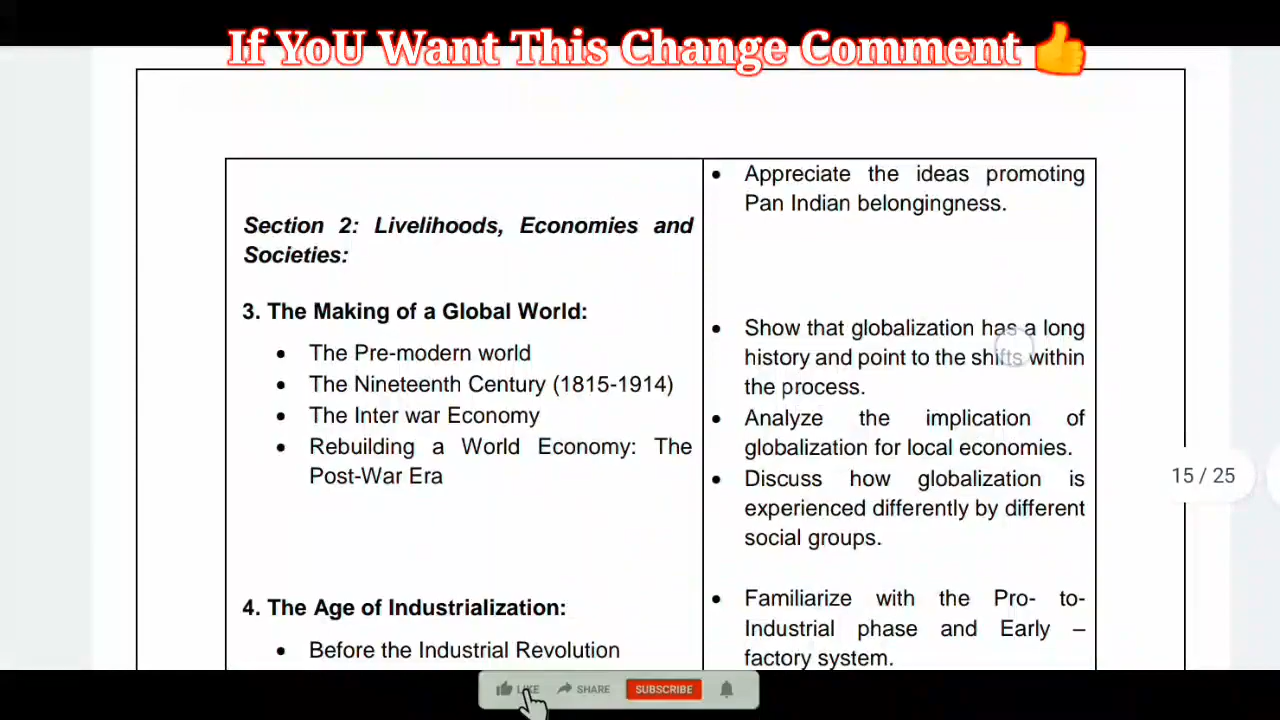 If YoU Want This Change Comment
Appreciate the ideas promoting
Pan Indian belongingness.
Section 2: Livelihoods, Economies and
Societies:
3. The Making of a Global World:
• The Pre-modern world
• The Nineteenth Century (1815-1914)
• The Inter war Economy
• Rebuilding a World Economy: The
Post-War Era
• Show that globalization has a long
history and point to the shifts within
the process.
• Analyze the implication of
globalization for local economies.
• Discuss how globalization is
experienced differently by different
social groups.
15 / 25
4. The Age of Industrialization:
• Before the Industrial Revolution
• Familiarize with the Pro- to-
Industrial phase and Early –
factory system.
LIKE
SHARE
SUBSCRIBE